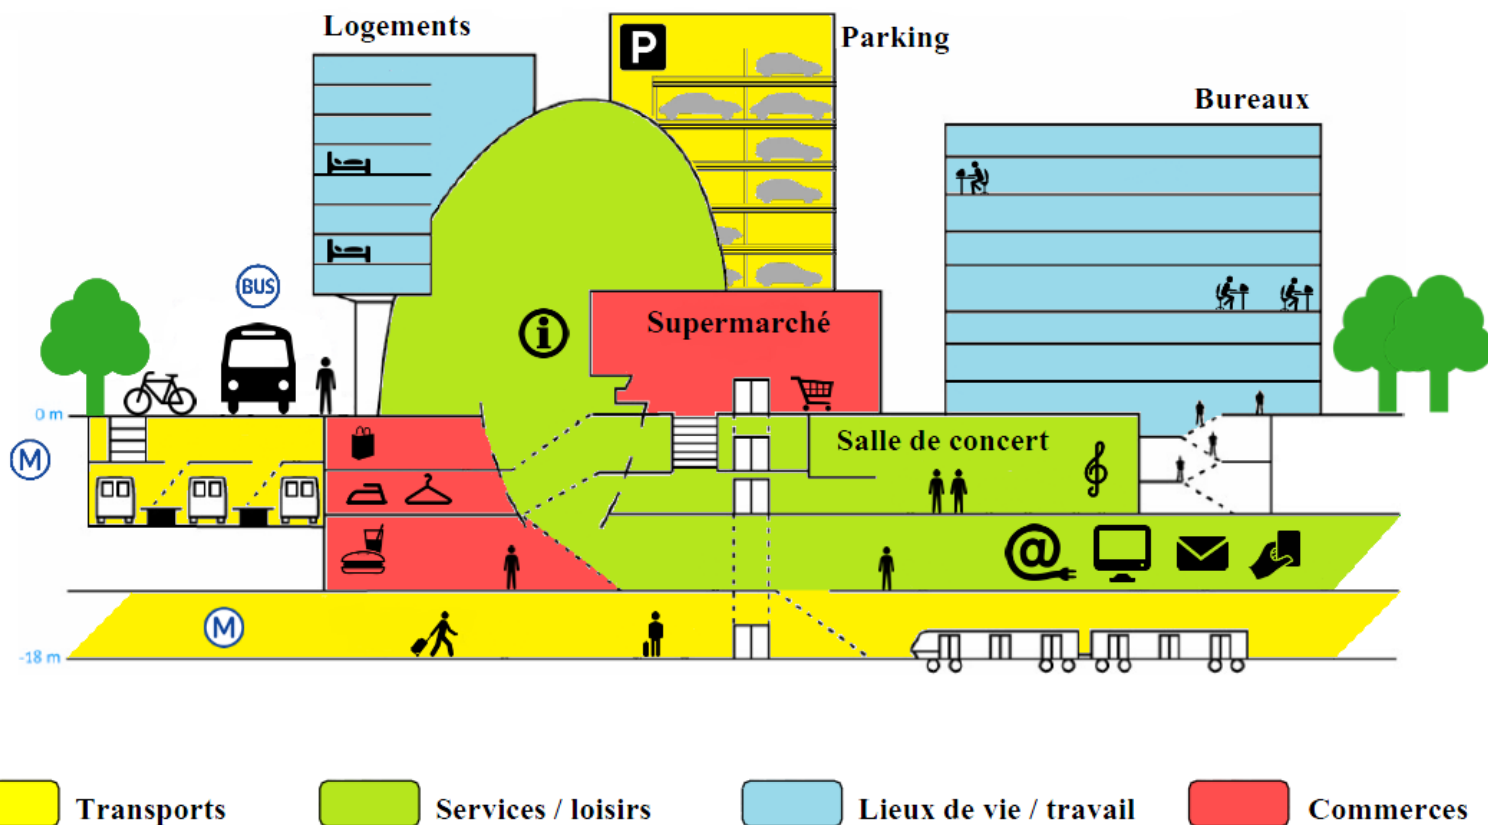 Logements
P
Parking
Bureaux
BUS
i
Supermarché
0 m
M
Salle de concert
@
M
-18 m
Transports
Services / loisirs
Lieux de vie / travail
Commerces